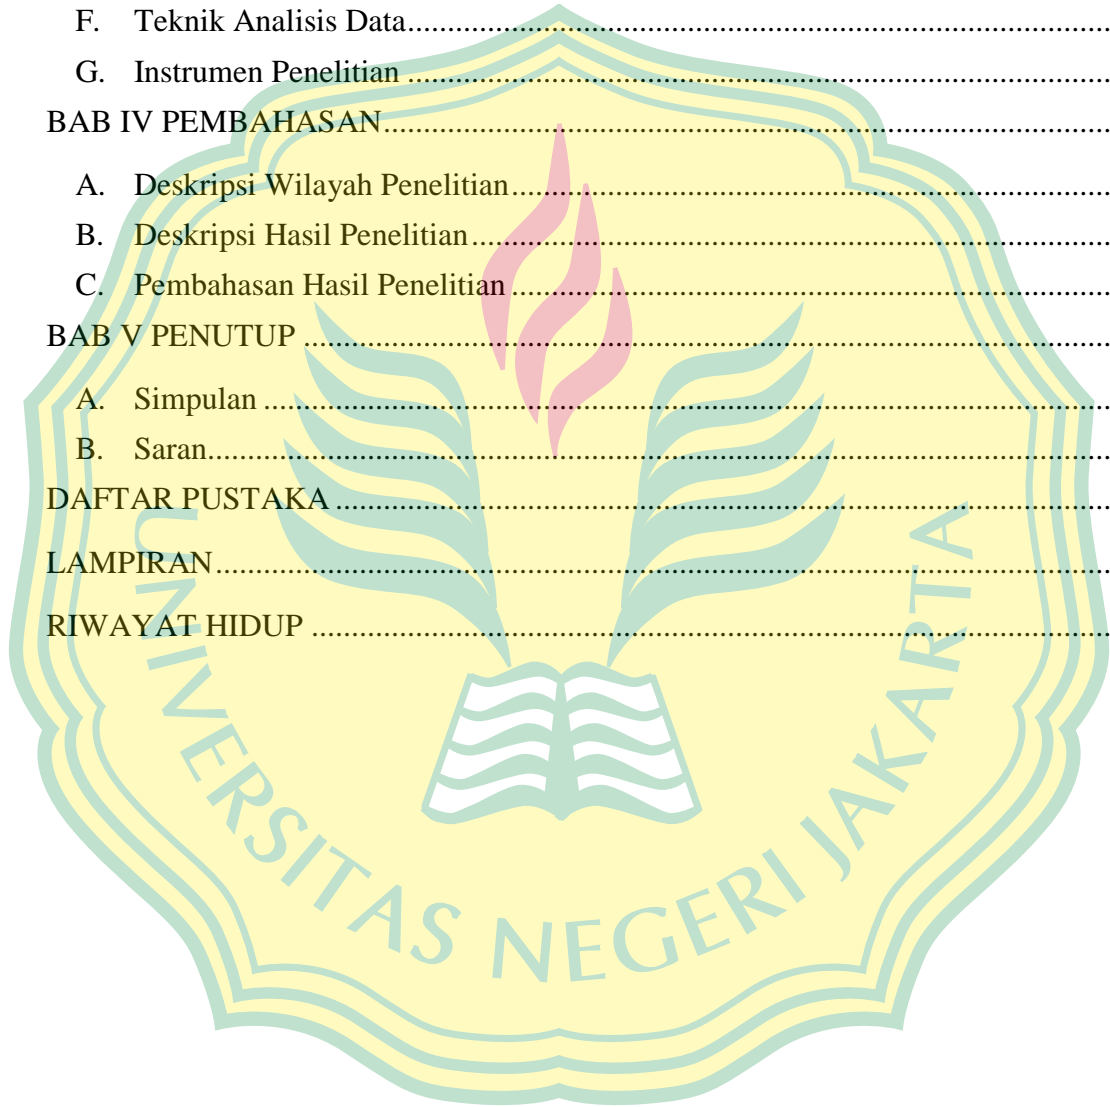 F. Teknik Analisis Data........................................................................................
G. Instrumen Penelitian ........................................................................................
BAB IV PEMBAHASAN...........................................................................................
A. Deskripsi Wilayah Penelitian...........................................................................
B. Deskripsi Hasil Penelitian................................................................................
C. Pembahasan Hasil Penelitian ...........................................................................
BAB V PENUTUP .....................................................................................................
A. Simpulan ..........................................................................................................
B. Saran.................................................................................................................
DAFTAR PUSTAKA .................................................................................................
LAMPIRAN................................................................................................................
RIWAYAT HIDUP ....................................................................................................
UNIVERSITAS NEGERI JAKARTA